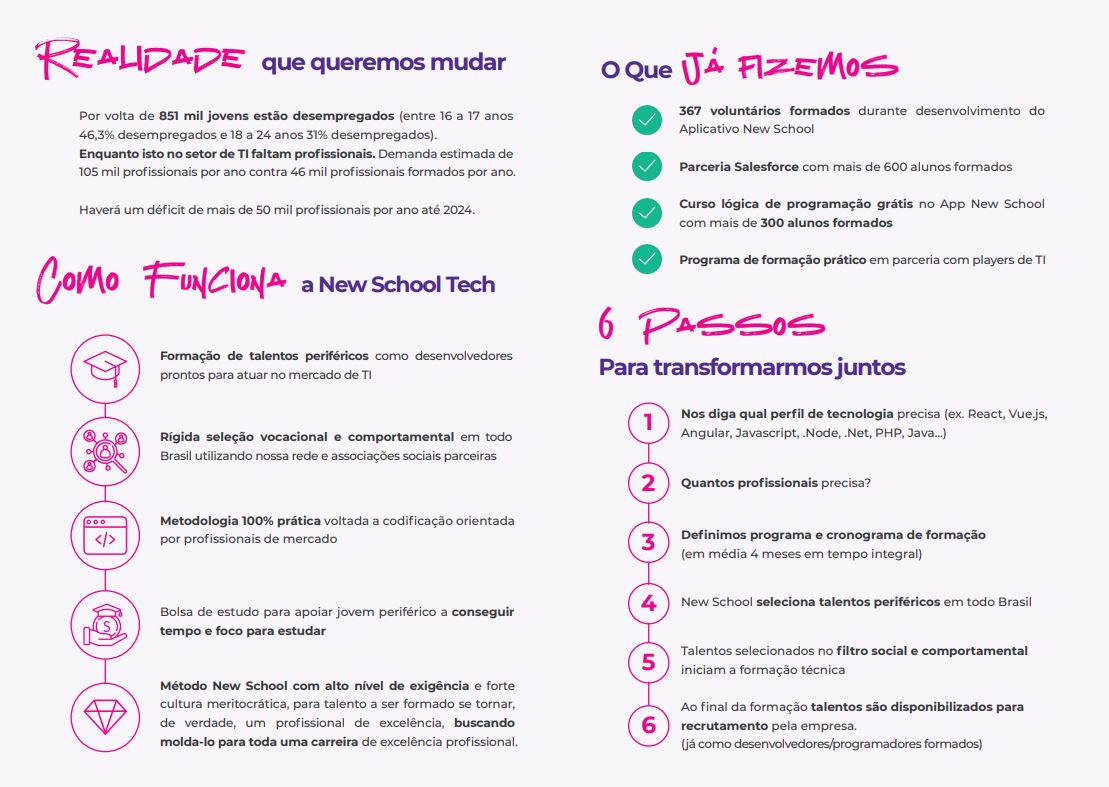 Realidade que queremos mudar
Por volta de 851 mil jovens estão desempregados (entre 16 a 17 anos
46,3% desempregados e 18 a 24 anos 31% desempregados).
Enquanto isto no setor de TI faltam profissionais. Demanda estimada de
105 mil profissionais por ano contra 46 mil profissionais formados por ano.
Haverá um déficit de mais de 50 mil profissionais por ano até 2024.
Como Funciona a New School Tech
Formação de talentos periféricos como desenvolvedores
prontos para atuar no mercado de TI
Rígida seleção vocacional e comportamental em todo
Brasil utilizando nossa rede e associações sociais parceiras
Metodologia 100% prática voltada a codificação orientada
por profissionais de mercado
Bolsa de estudo para apoiar jovem periférico a conseguir
tempo e foco para estudar
Método New School com alto nível de exigência e forte
cultura meritocrática, para talento a ser formado se tornar,
de verdade, um profissional de excelência, buscando
molda-lo para toda uma carreira de excelência profissional.
O Que Já fizemos
367 voluntários formados durante desenvolvimento do
Aplicativo New School
Parceria Salesforce com mais de 600 alunos formados
Curso lógica de programação grátis no App New School
com mais de 300 alunos formados
Programa de formação prático em parceria com players de TI
6 Passos
Para transformarmos juntos
1 Nos diga qual perfil de tecnologia precisa (ex. React, Vue.js,
Angular, Javascript, .Node, .Net, PHP, Java...)
2 Quantos profissionais precisa?
3 Definimos programa e cronograma de formação
(em média 4 meses em tempo integral)
4 New School seleciona talentos periféricos em todo Brasil
5 Talentos selecionados no filtro social e comportamental
iniciam a formação técnica
6 Ao final da formação talentos são disponibilizados para
recrutamento pela empresa.
(já como desenvolvedores/programadores formados)